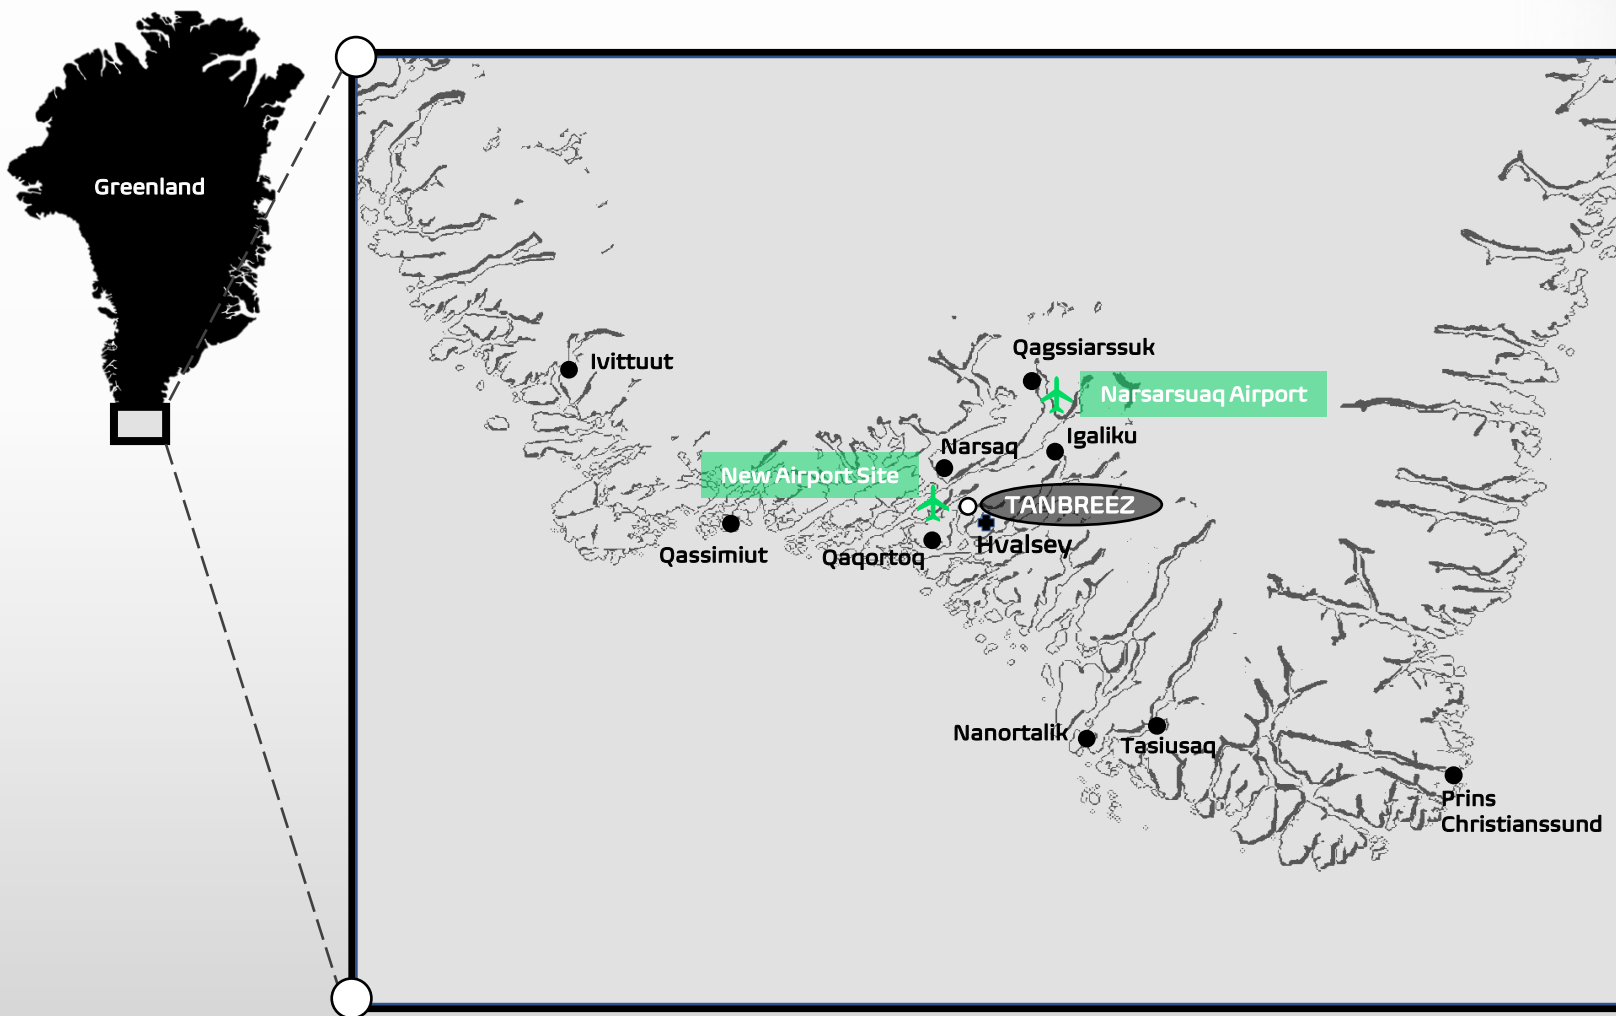 Greenland
Ivittuut
Qagssiarssuk
Narsarsuaq Airport
Igaliku
Narsaq
New Airport Site
TANBREEZ
Hvalsey
Qassimiut
Qaqortoq
Nanortalik
Tasiusaq
Prins
Christianssund